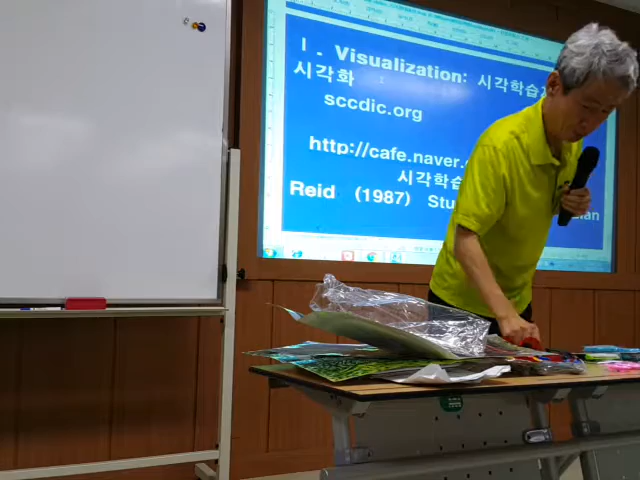 Ⅰ. Visualization: 시각학습
시각화 :
sccdic.org
http://cafe.naver.
시각학습
Reid (1987) Stu